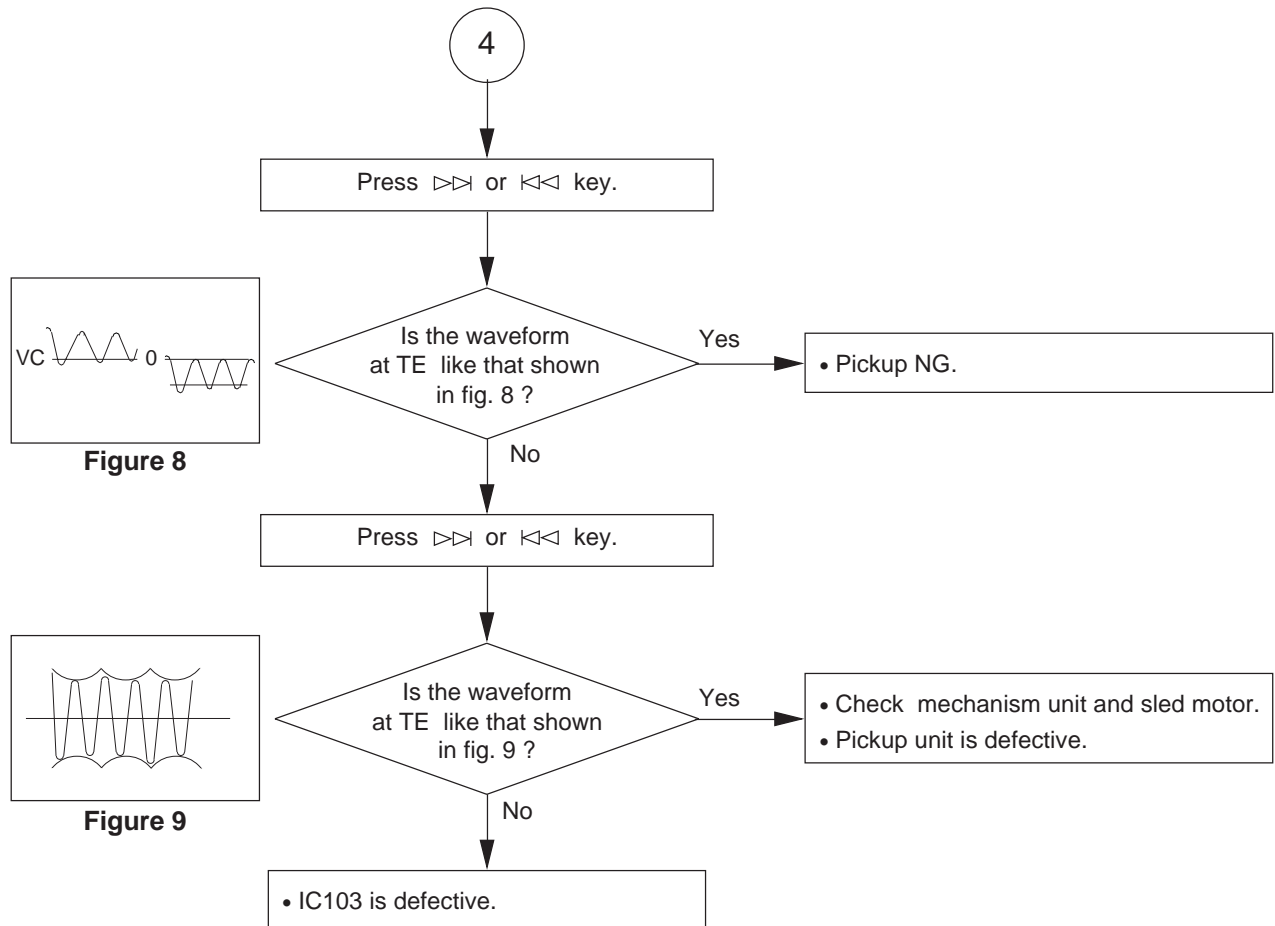 4
Press ▷▷| or |◁◁ key.
VC
0
Figure 8
Is the waveform
at TE like that shown
in fig. 8 ?
Yes
• Pickup NG.
No
Press ▷▷| or |◁◁ key.
Figure 9
Is the waveform
at TE like that shown
in fig. 9 ?
Yes
• Check mechanism unit and sled motor.
• Pickup unit is defective.
No
• IC103 is defective.